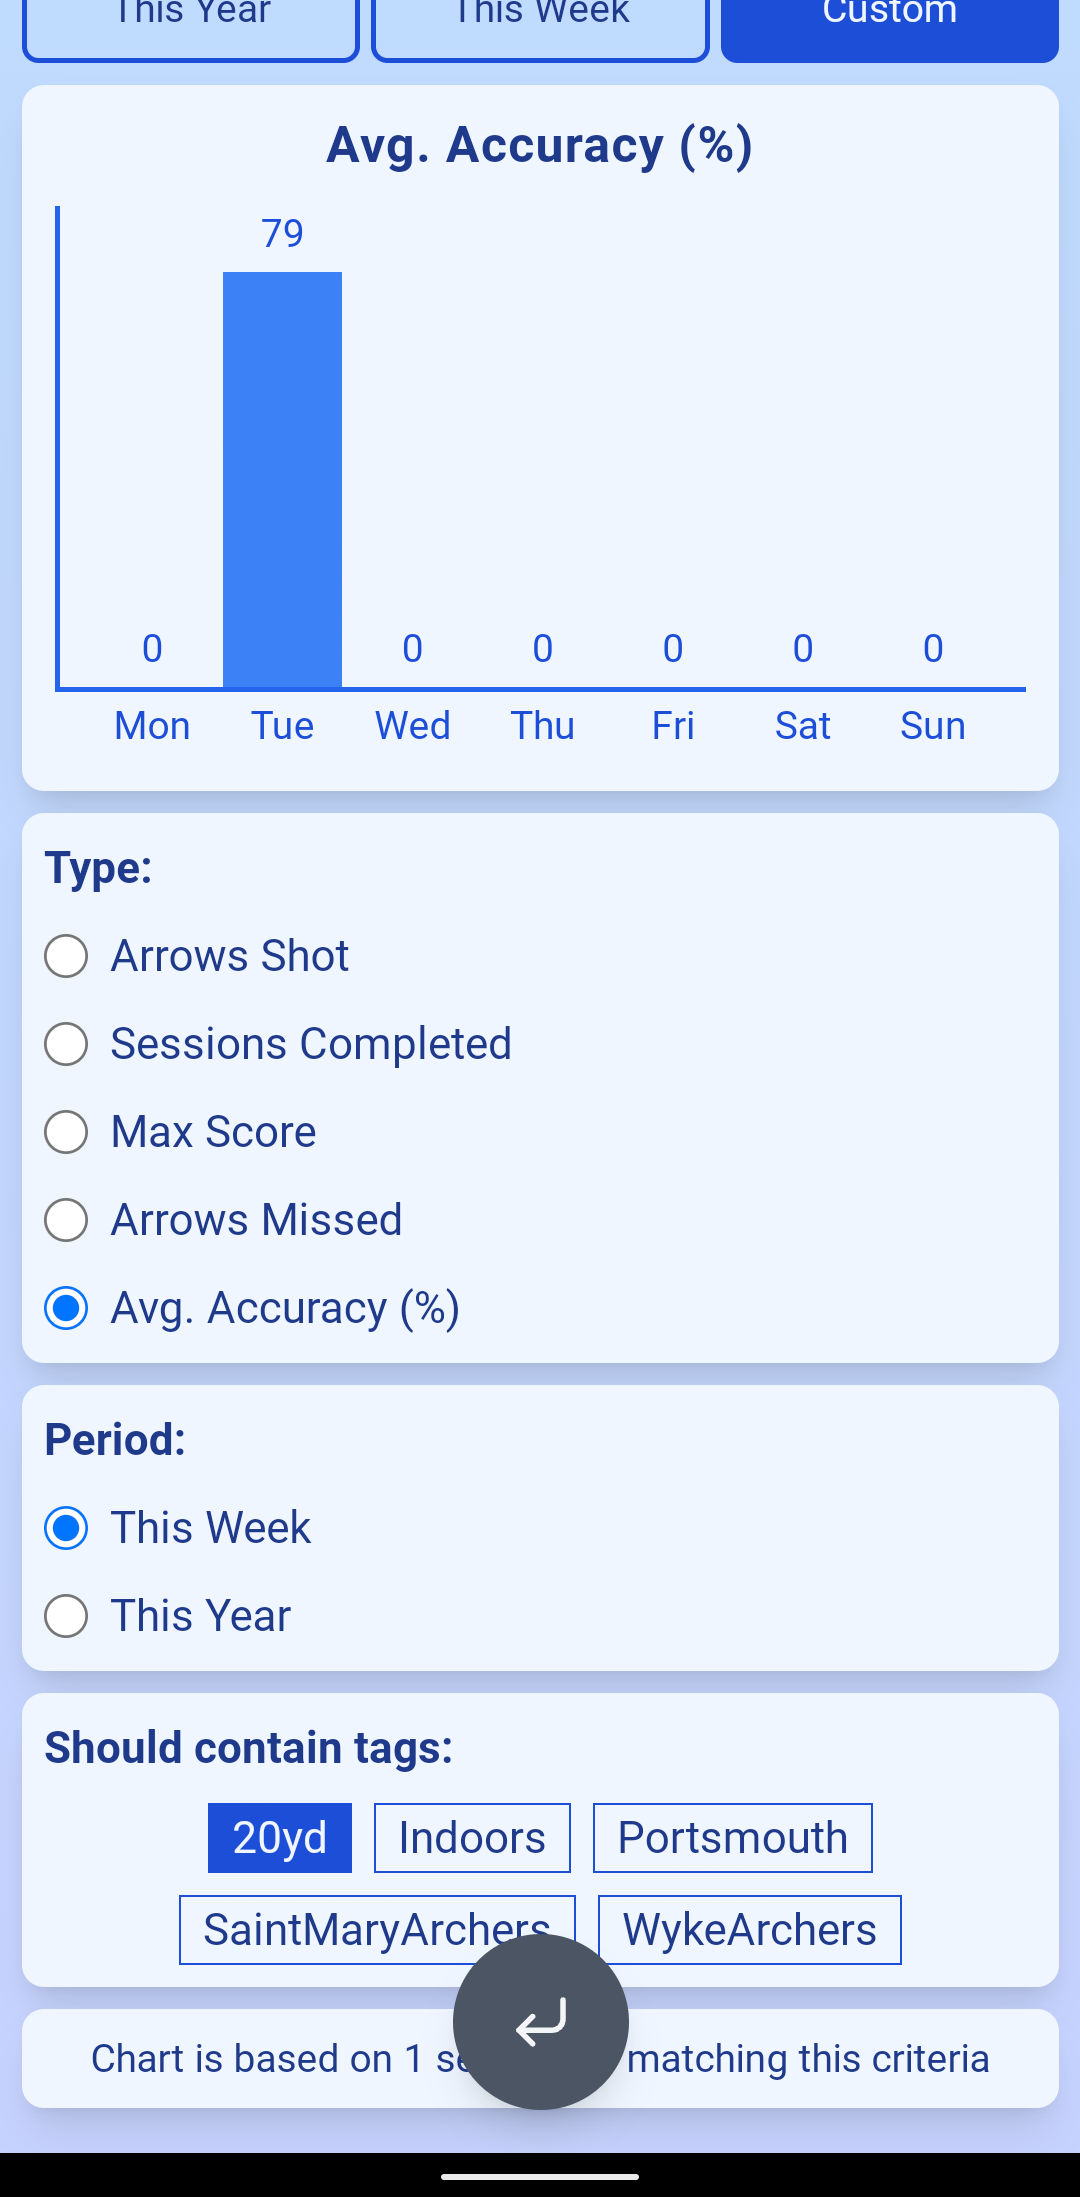 This Year This Week Custom
Avg. Accuracy (%)
79
0 0 0 0 0 0
Mon Tue Wed Thu Fri Sat Sun
Type:
Arrows Shot
Sessions Completed
Max Score
Arrows Missed
Avg. Accuracy (%)
Period:
This Week
This Year
Should contain tags:
20yd Indoors Portsmouth
SaintMaryArchers WykeArchers
Chart is based on 1 matching this criteria